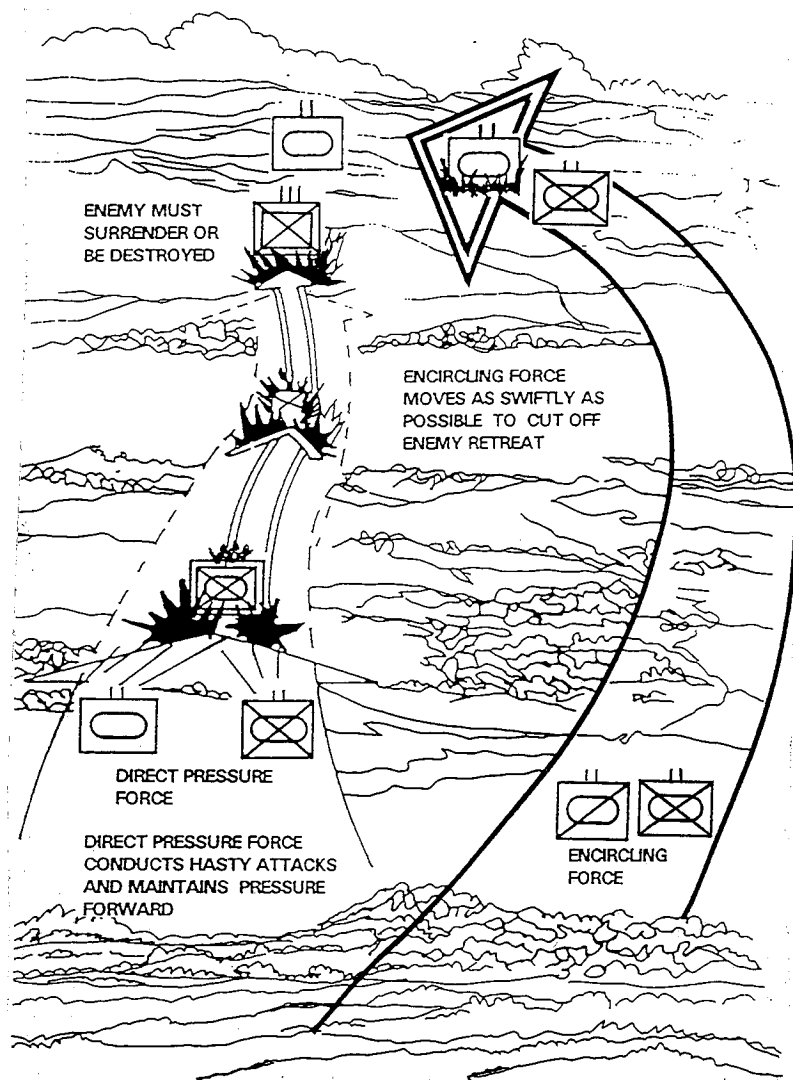 ENEMY MUST
SURRENDER OR
BE DESTROYED
ENCIRCLING FORCE
MOVES AS SWIFTLY AS
POSSIBLE TO CUT OFF
ENEMY RETREAT
DIRECT PRESSURE
FORCE
DIRECT PRESSURE FORCE
CONDUCTS HASTY ATTACKS
AND MAINTAINS PRESSURE
FORWARD
ENCIRCLING
FORCE